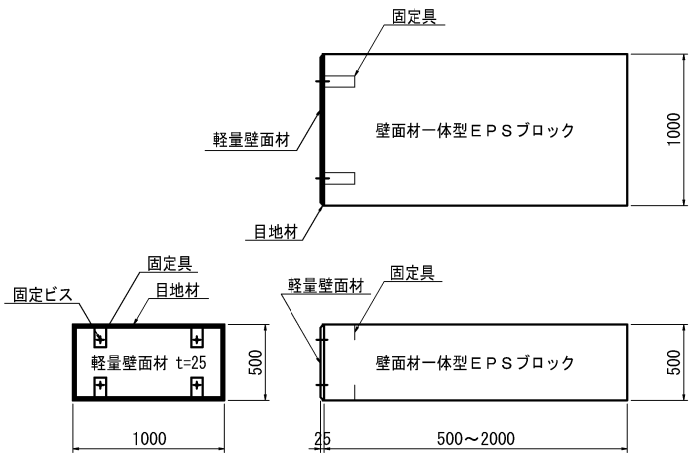 固定具
壁面材一体型ＥＰＳブロック
軽量壁面材
1000
目地材
固定具
目地材
固定ビス
軽量壁面材 t=25
500
1000
軽量壁面材
固定具
壁面材一体型ＥＰＳブロック
500
25
500～2000